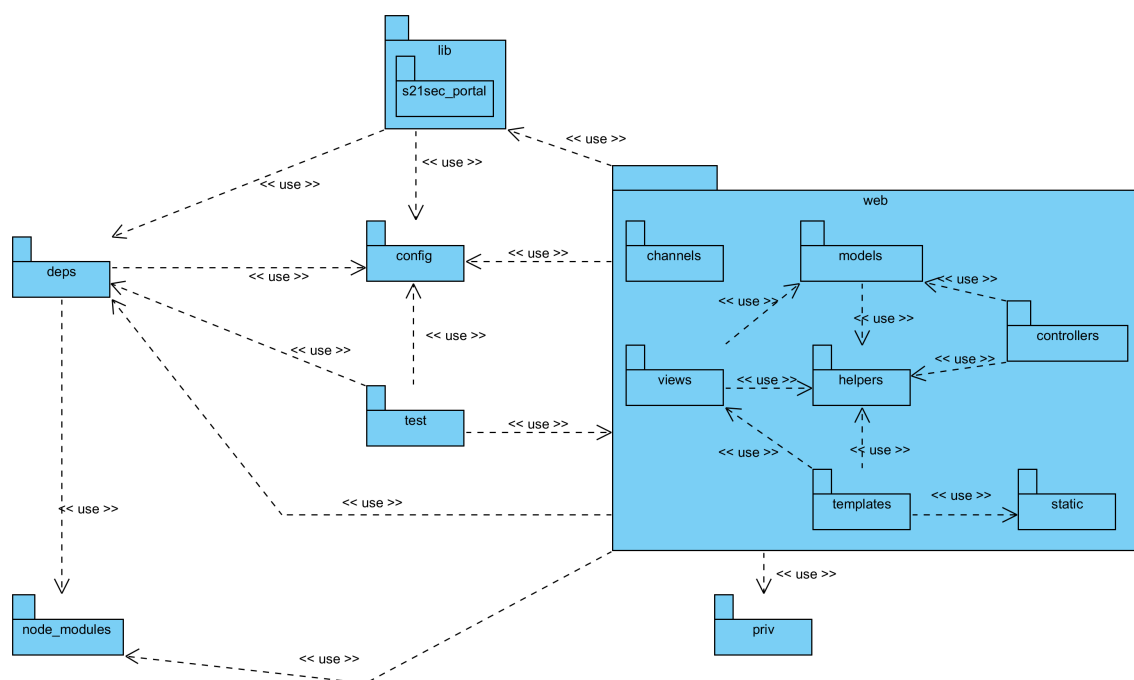 lib
s21sec_portal
<< use >>
<< use >>
<< use >>
web
channels
models
config
deps
<< use >>
<< use >>
<< use >>
<< use >>
<< use >>
controllers
<< use >>
<< use >>
<< use >>
views
<< use >>
helpers
test
<< use >>
<< use >>
<< use >>
<< use >>
templates
<< use >>
static
<< use >>
<< use >>
node_modules
priv
<< use >>
<< use >>